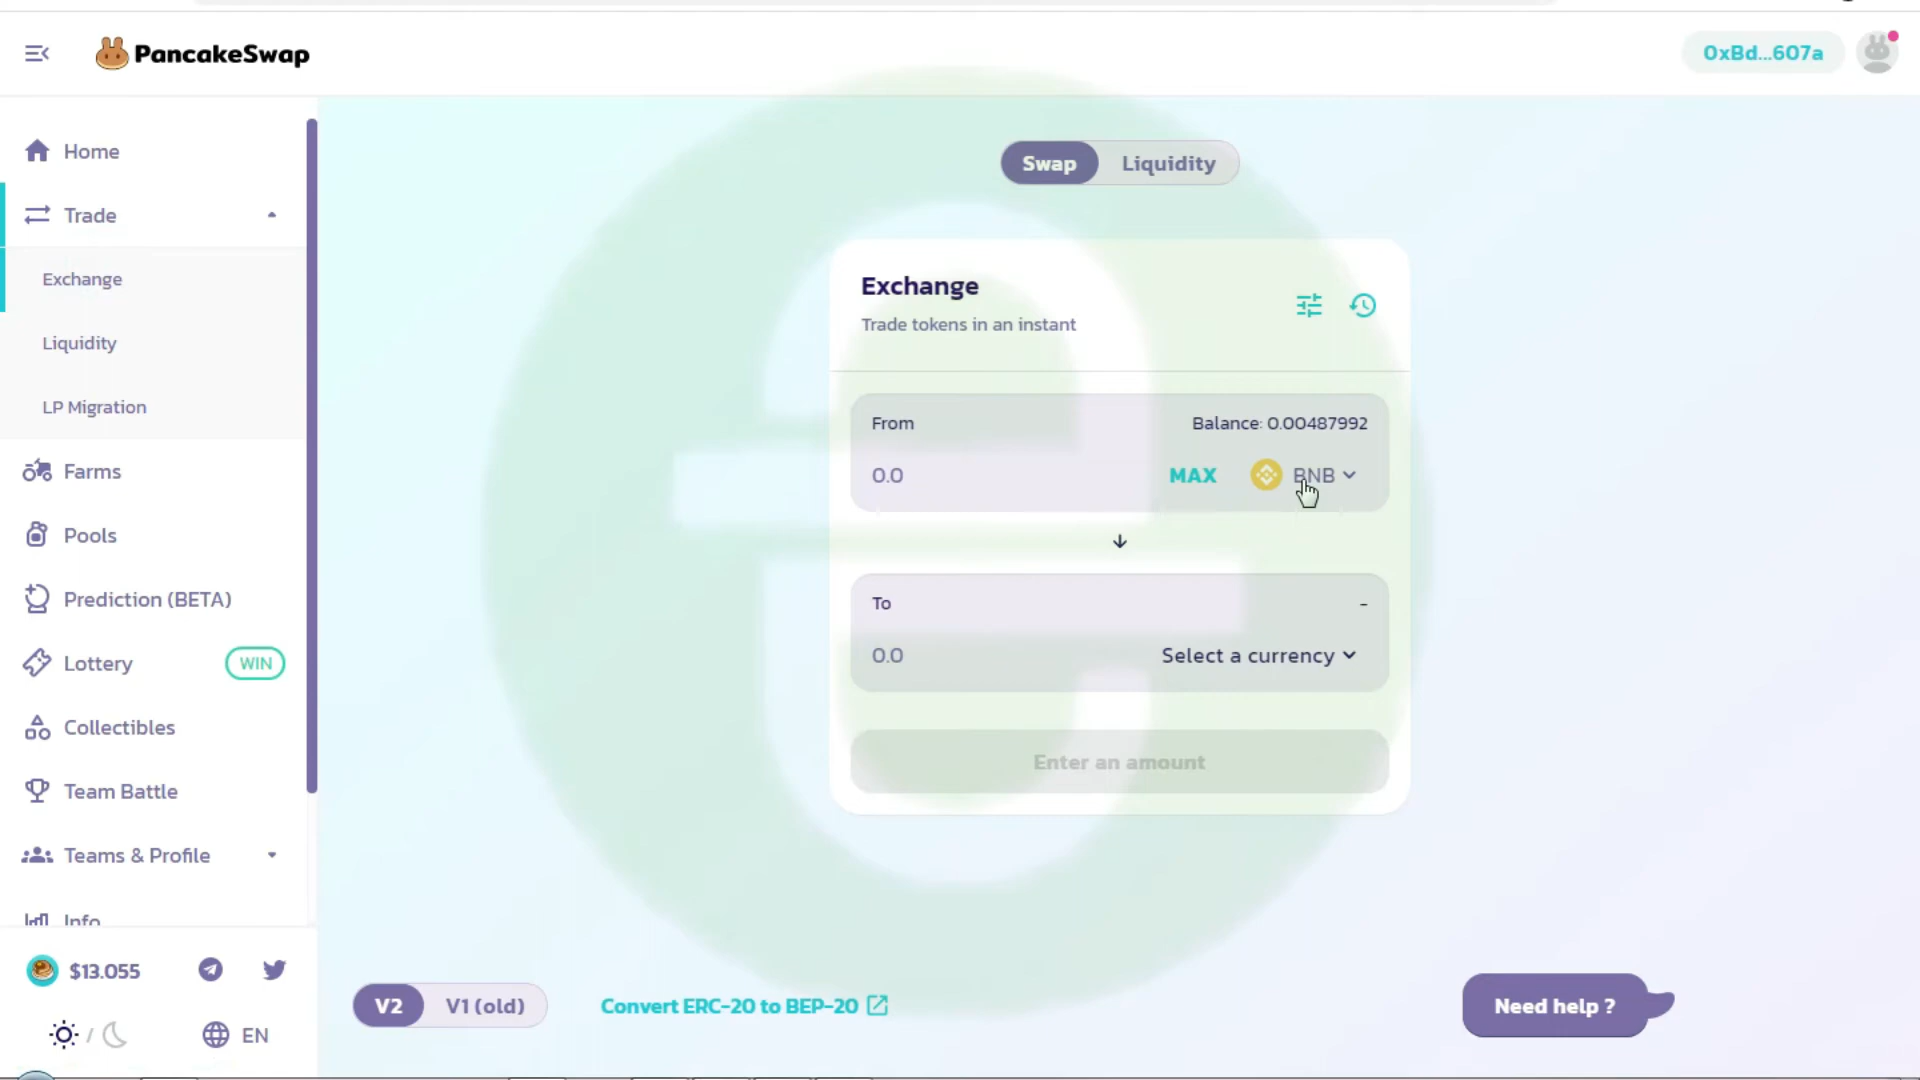 PancakeSwap
0xBd...607a
Home
Trade
Exchange
Liquidity
LP Migration
Farms
Pools
Prediction (BETA)
Lottery
WIN
Collectibles
Team Battle
Teams & Profile
Info
$13.055
/
EN
Swap
Liquidity
Exchange
Trade tokens in an instant
From
Balance: 0.00487992
0.0
MAX
BNB
To
-
0.0
Select a currency
Enter an amount
V2
V1 (old)
Convert ERC-20 to BEP-20
Need help ?